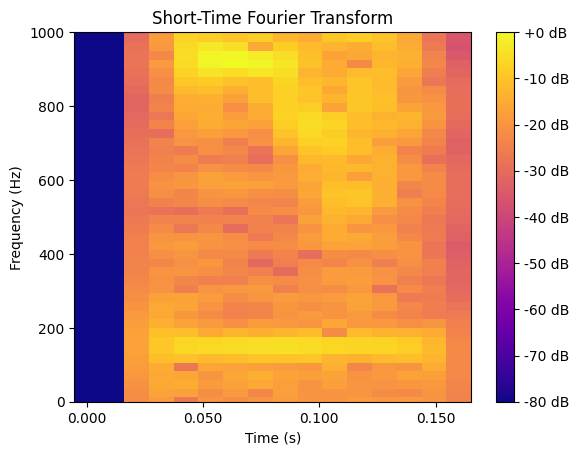 Short-Time Fourier Transform
1000
800
600
400
200
0
Frequency (Hz)
0.000
0.050
0.100
0.150
Time (s)
+0 dB
-10 dB
-20 dB
-30 dB
-40 dB
-50 dB
-60 dB
-70 dB
-80 dB